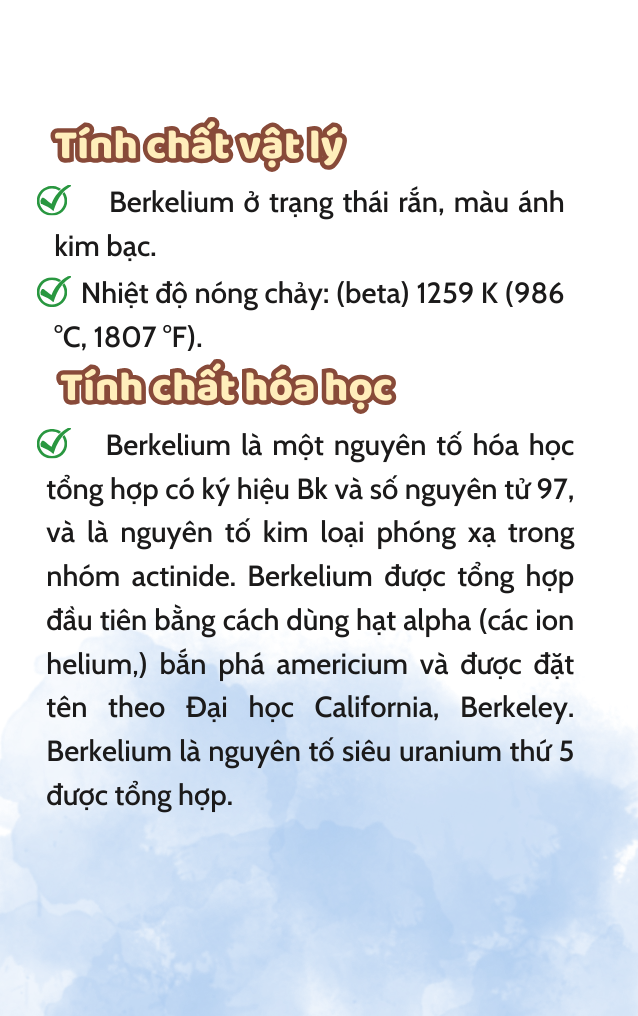 Tính chất vật lý
Berkelium ở trạng thái rắn, màu ánh
kim bạc.
Nhiệt độ nóng chảy: (beta) 1259 K (986
°C, 1807 °F).
Tính chất hóa học
Berkelium là một nguyên tố hóa học
tổng hợp có ký hiệu Bk và số nguyên tử 97,
và là nguyên tố kim loại phóng xạ trong
nhóm actinide. Berkelium được tổng hợp
đầu tiên bằng cách dùng hạt alpha (các ion
helium,) bắn phá americium và được đặt
tên theo Đại học California, Berkeley.
Berkelium là nguyên tố siêu uranium thứ 5
được tổng hợp.